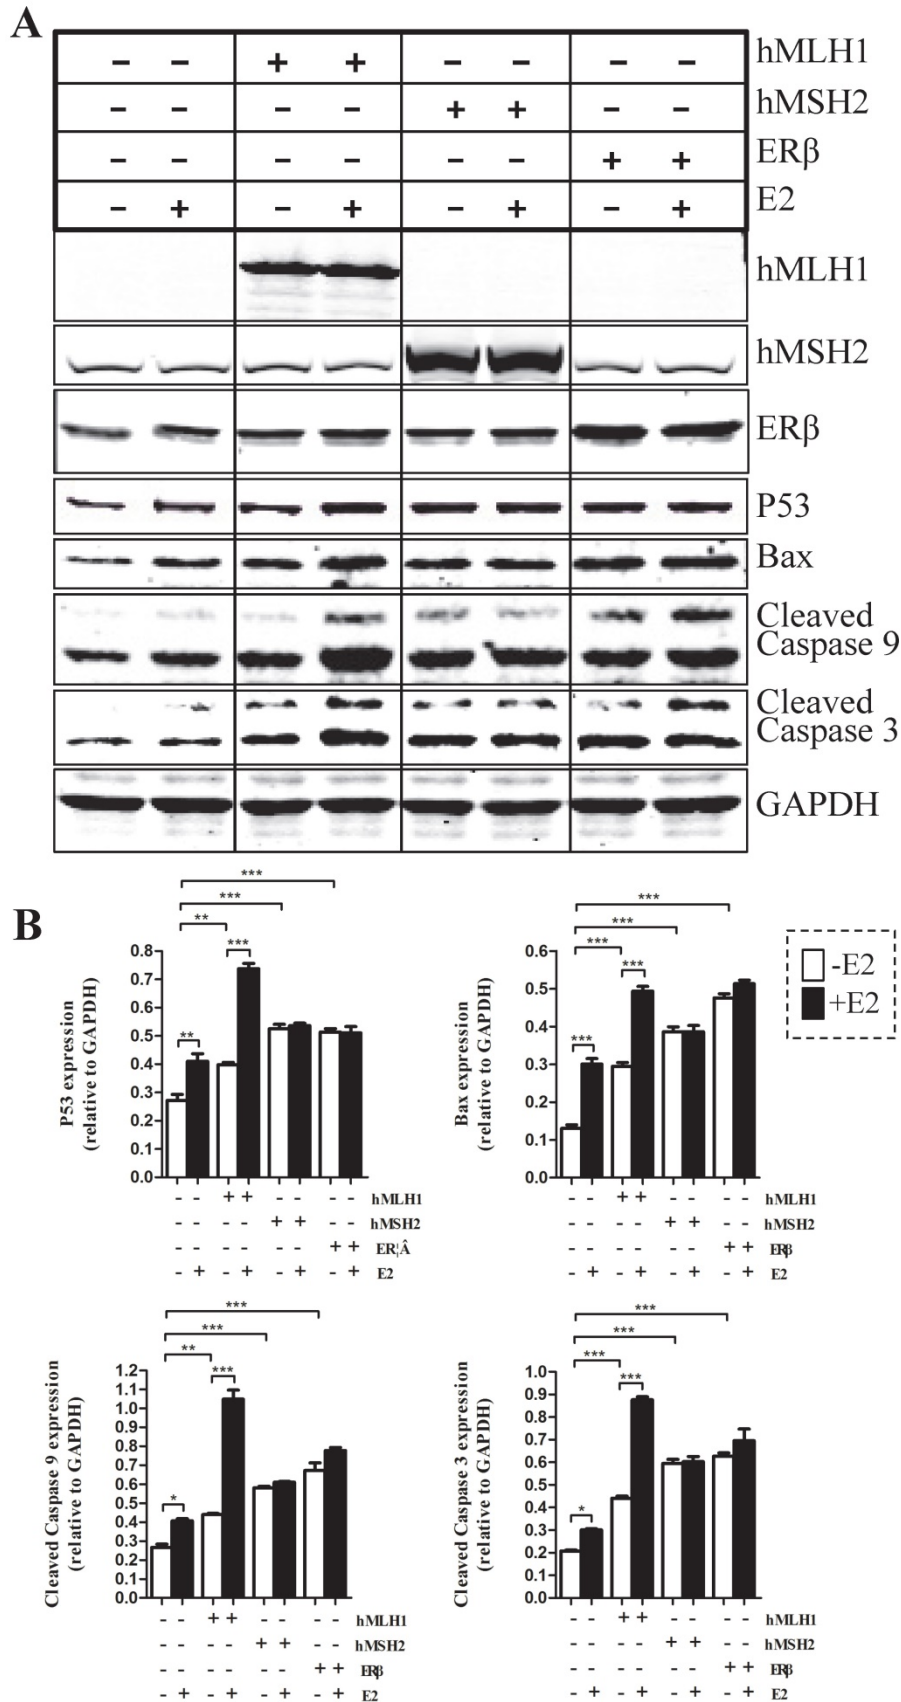 A
− − + + − − − − hMLH1
− − − − + + − − hMSH2
− − − − − − + + ERβ
− + − + − + − + E2
hMLH1
hMSH2
ERβ
P53
Bax
Cleaved
Caspase 9
Cleaved
Caspase 3
GAPDH
B
-E2
+E2
P53 expression
(relative to GAPDH)
***
***
**
***
**
0.8
0.7
0.6
0.5
0.4
0.3
0.2
0.1
0.0
- - + + - - - - hMLH1
- - - - + + - - hMSH2
- - - - - - + + ER¦Â
- + - + - + - + E2
Bax expression
(relative to GAPDH)
***
***
***
***
***
0.6
0.5
0.4
0.3
0.2
0.1
0.0
- - + + - - - - hMLH1
- - - - + + - - hMSH2
- - - - - - + + ERβ
- + - + - + - + E2
Cleaved Caspase 9 expression
(relative to GAPDH)
***
***
**
***
*
1.2
1.1
1.0
0.9
0.8
0.7
0.6
0.5
0.4
0.3
0.2
0.1
0.0
- - + + - - - - hMLH1
- - - - + + - - hMSH2
- - - - - - + + ERβ
- + - + - + - + E2
Cleaved Caspase 3 expression
(relative to GAPDH)
***
***
***
***
*
1.0
0.9
0.8
0.7
0.6
0.5
0.4
0.3
0.2
0.1
0.0
- - + + - - - - hMLH1
- - - - + + - - hMSH2
- - - - - - + + ERβ
- + - + - + - + E2